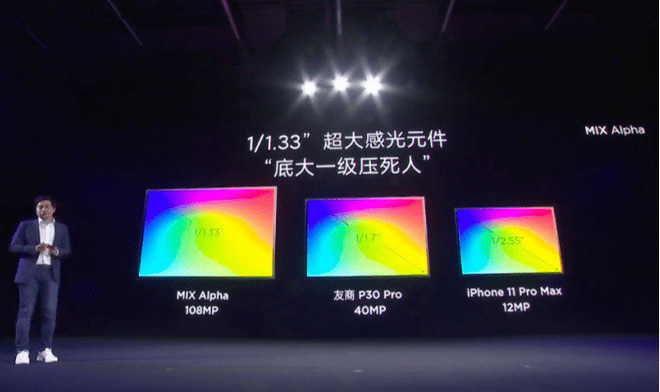 1/1.33” 超大感光元件
“底大一级压死人”
MIX Alpha
1/1.33”
1/1.7”
1/2.55”
MIX Alpha
108MP
友商 P30 Pro
40MP
iPhone 11 Pro Max
12MP